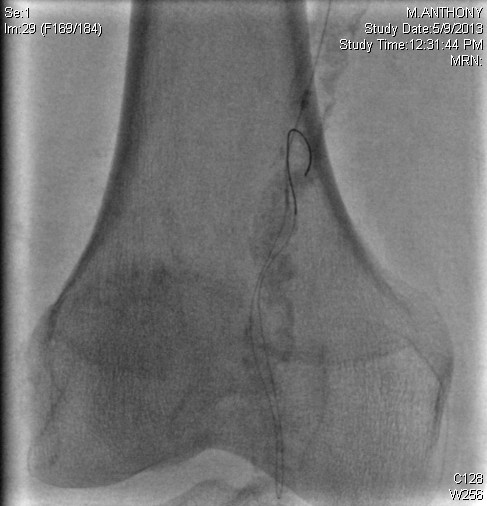 Se:1
Im:29 (F169/184)
M.ANTHONY
Study Date:5/9/2013
Study Time:12:31:44 PM
MRN:
C128
W256